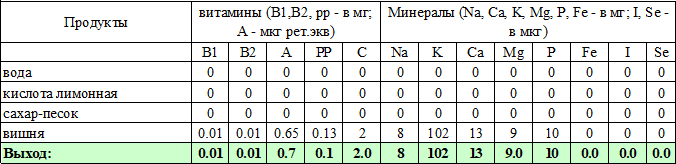 Продукты витамины (B1,B2, pp - в мг; Минералы (Na, Ca, K, Mg, P, Fe - в мг; I, Se -
А - мкг рет.экв) в мкг)
B1 B2 A PP C Na K Ca Mg P Fe I Se
вода 0 0 0 0 0 0 0 0 0 0 0 0 0
кислота лимонная 0 0 0 0 0 0 0 0 0 0 0 0 0
сахар-песок 0 0 0 0 0 0 0 0 0 0 0 0 0
вишня 0.01 0.01 0.65 0.13 2 8 102 13 9 10 0 0 0
Выход: 0.01 0.01 0.7 0.1 2.0 8 102 13 9.0 10 0.0 0.0 0.0